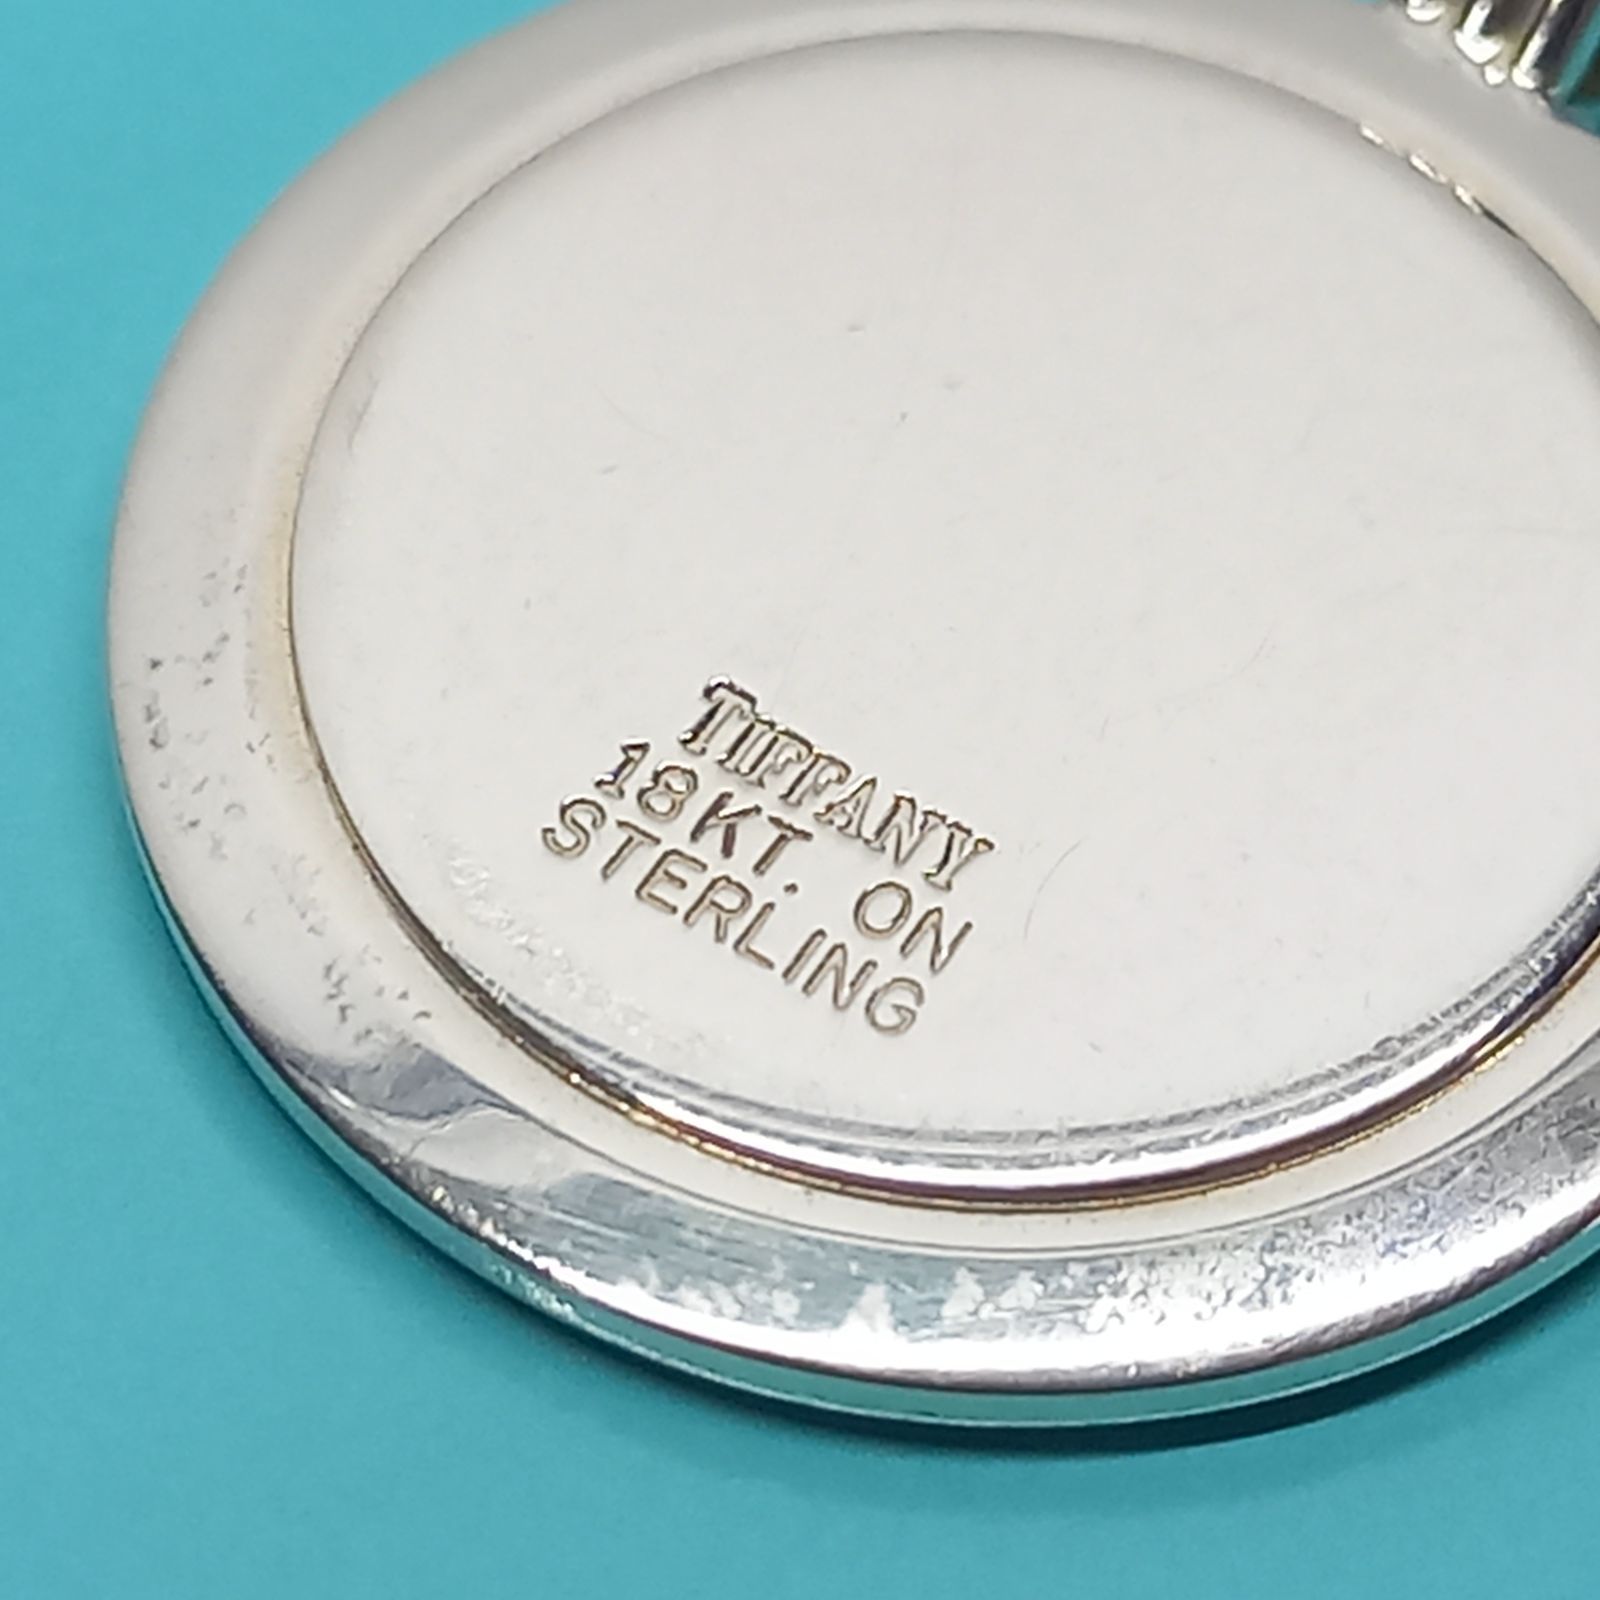 TIFFANY
18KT. ON
STERLING